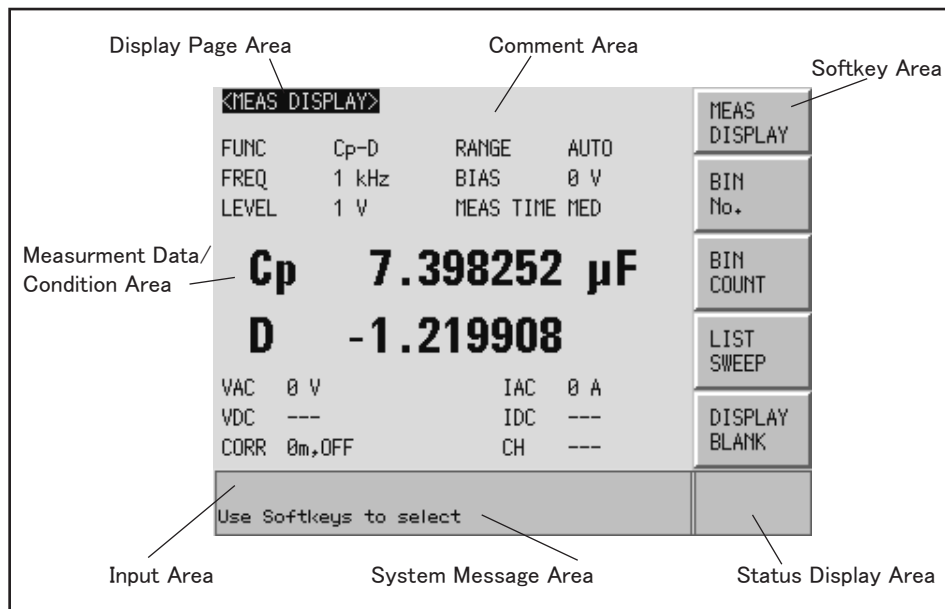 Display Page Area
Comment Area
Softkey Area
<MEAS DISPLAY>
FUNC Cp-D RANGE AUTO
FREQ 1 kHz BIAS 0 V
LEVEL 1 V MEAS TIME MED
Measurment Data/
Condition Area
Cp 7.398252 µF
D -1.219908
VAC 0 V IAC 0 A
VDC --- IDC ---
CORR 0m,OFF CH ---
MEAS
DISPLAY
BIN
No.
BIN
COUNT
LIST
SWEEP
DISPLAY
BLANK
Use Softkeys to select
Input Area
System Message Area
Status Display Area